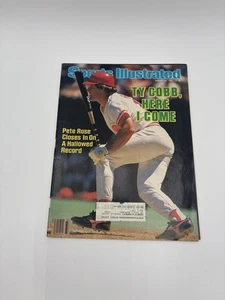 Sports Illustrated
TY COBB,
HERE
I COME
Pete Rose
Closes In On
A Hallowed
Record